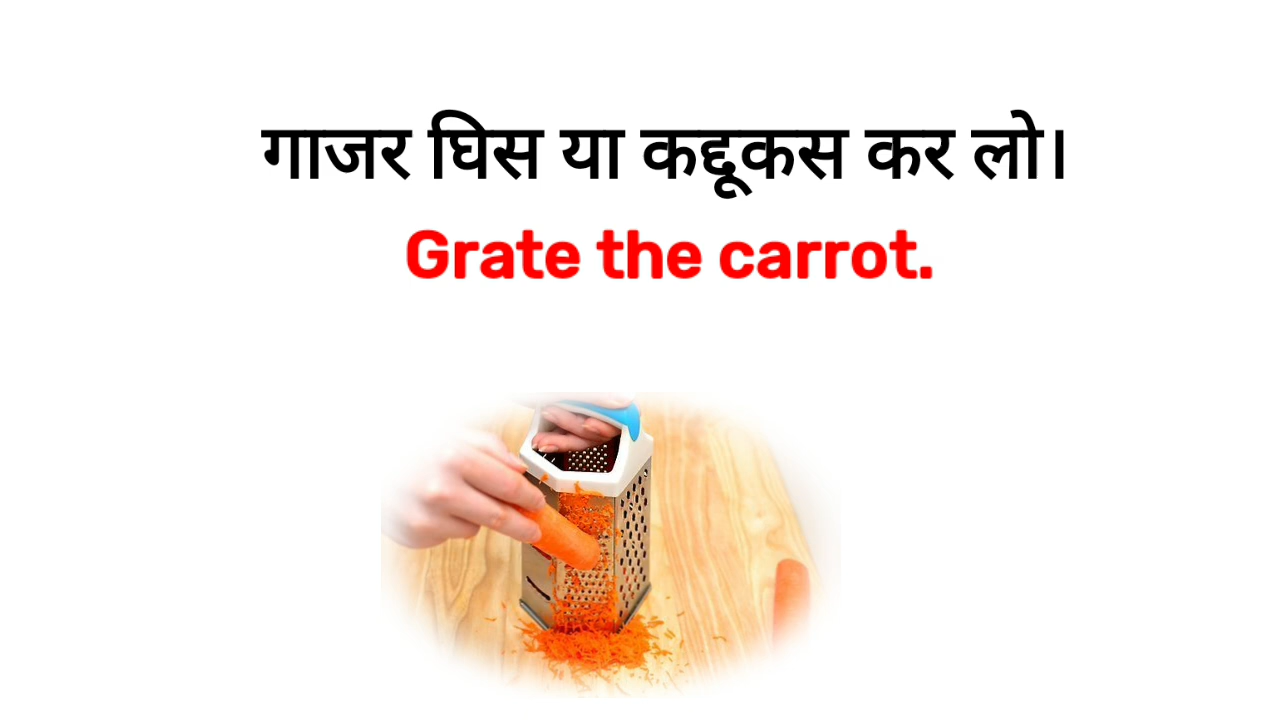 गाजर घिस या कद्दूकस कर लो।
Grate the carrot.